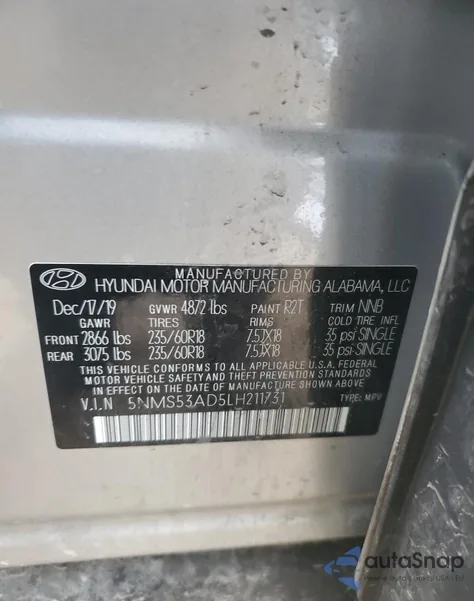 MANUFACTURED BY
HYUNDAI MOTOR MANUFACTURING ALABAMA, LLC
Dec/17/19 GVWR 4872 lbs PAINT R2T TRIM NNB
GAWR TIRES RIMS COLD TIRE INFL
FRONT 2866 lbs 235/60R18 7.5JX18 35 psi-SINGLE
REAR 3075 lbs 235/60R18 7.5JX18 35 psi-SINGLE
THIS VEHICLE CONFORMS TO ALL APPLICABLE U.S.A. FEDERAL
MOTOR VEHICLE SAFETY, BUMPER, AND THEFT PREVENTION
STANDARDS IN EFFECT ON THE DATE OF MANUFACTURE SHOWN ABOVE.
V.I.N 5NMS53AD5LH211731 TYPE: MPV
autoSnap